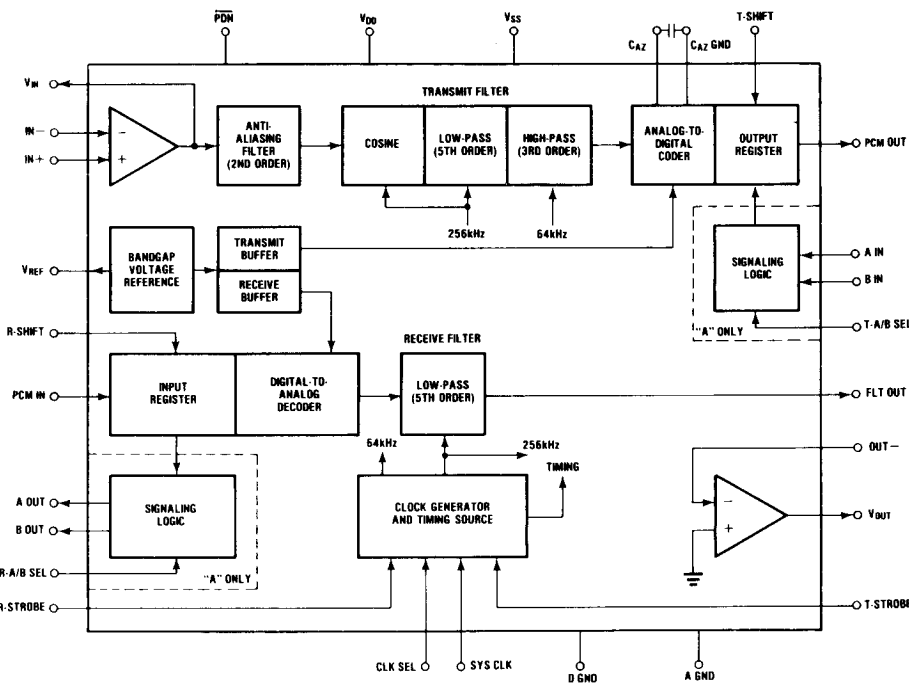 PDN
VDD
VSS
CAZ
CAZ GND
T-SHIFT
VIN
IN−
IN+
−
+
ANTI-
ALIASING
FILTER
(2ND ORDER)
TRANSMIT FILTER
COSINE
LOW-PASS
(5TH ORDER)
HIGH-PASS
(3RD ORDER)
256kHz
64kHz
ANALOG-TO-
DIGITAL
CODER
OUTPUT
REGISTER
PCM OUT
VREF
BANDGAP
VOLTAGE
REFERENCE
TRANSMIT
BUFFER
RECEIVE
BUFFER
SIGNALING
LOGIC
A IN
B IN
"A" ONLY
T-A/B SEL
R-SHIFT
PCM IN
INPUT
REGISTER
DIGITAL-TO-
ANALOG
DECODER
RECEIVE FILTER
LOW-PASS
(5TH ORDER)
FLT OUT
64kHz
256kHz
TIMING
CLOCK GENERATOR
AND TIMING SOURCE
OUT−
−
+
VOUT
A OUT
B OUT
SIGNALING
LOGIC
R-A/B SEL
"A" ONLY
R-STROBE
T-STROBE
CLK SEL
SYS CLK
D GND
A GND